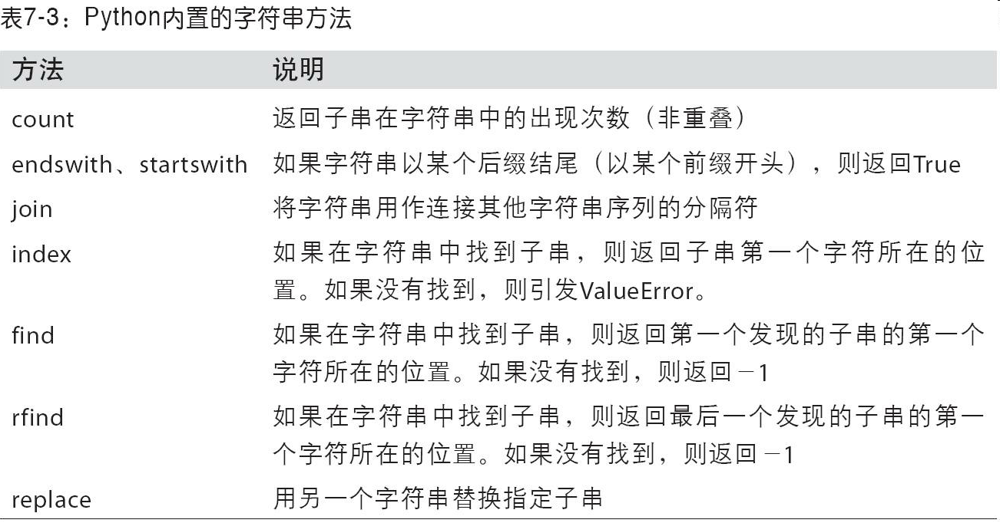 表7-3：Python内置的字符串方法
方法 说明
count 返回子串在字符串中的出现次数（非重叠）
endswith、startswith 如果字符串以某个后缀结尾（以某个前缀开头），则返回True
join 将字符串用作连接其他字符串序列的分隔符
index 如果在字符串中找到子串，则返回子串第一个字符所在的位
置。如果没有找到，则引发ValueError。
find 如果在字符串中找到子串，则返回第一个发现的子串的第一个
字符所在的位置。如果没有找到，则返回－1
rfind 如果在字符串中找到子串，则返回最后一个发现的子串的第一
个字符所在的位置。如果没有找到，则返回－1
replace 用另一个字符串替换指定子串